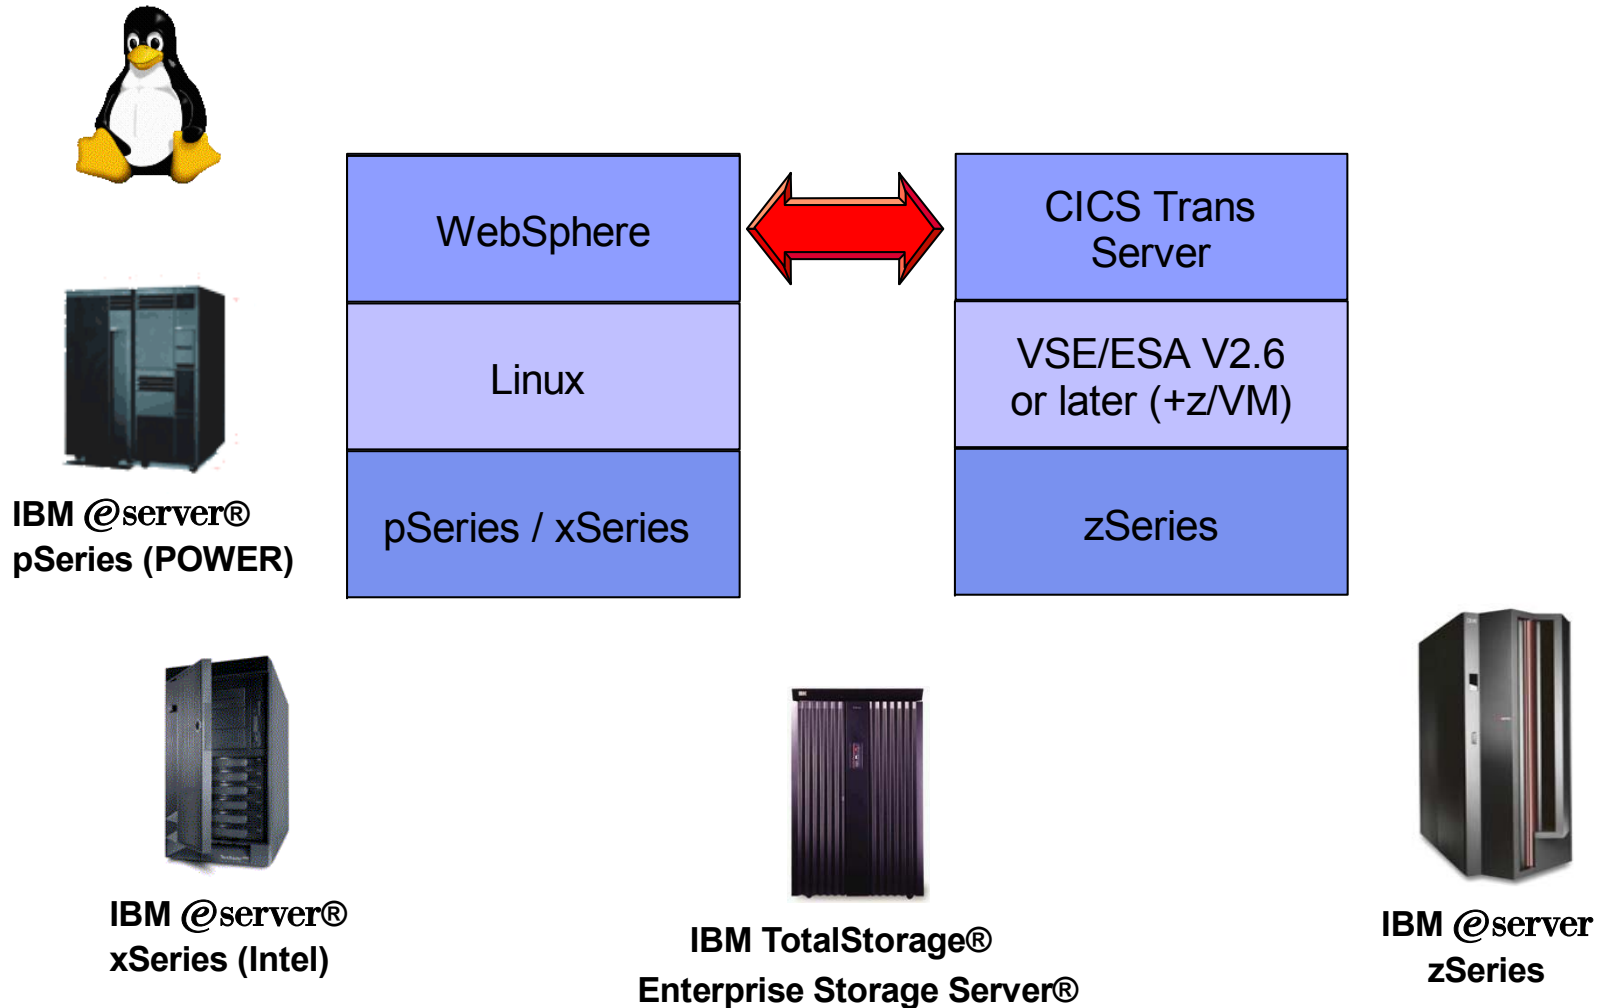 WebSphere
Linux
pSeries / xSeries
CICS Trans
Server
VSE/ESA V2.6
or later (+z/VM)
zSeries
IBM @server®
pSeries (POWER)
IBM @server®
xSeries (Intel)
IBM TotalStorage®
Enterprise Storage Server®
IBM @server
zSeries